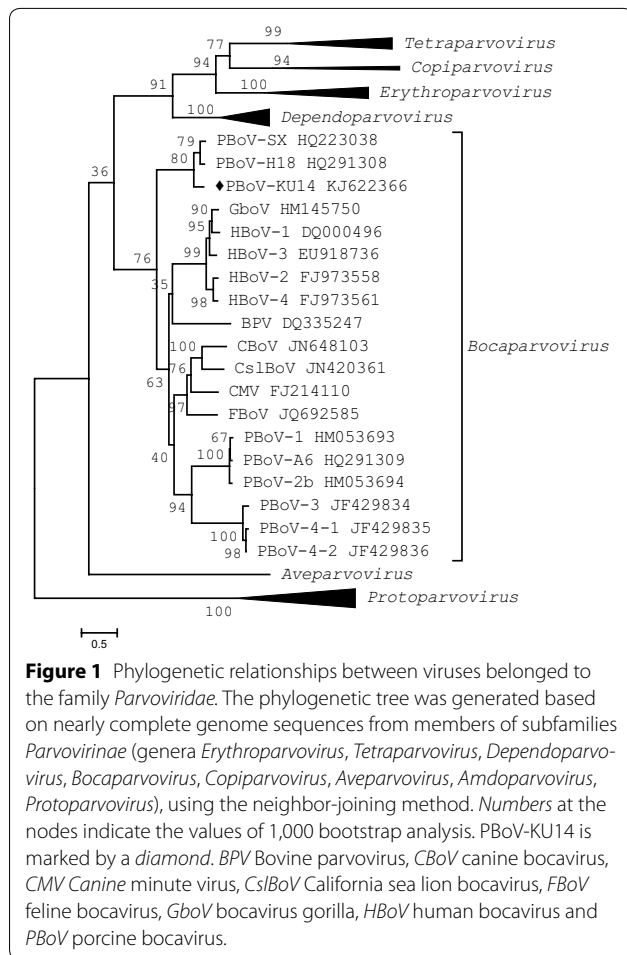 99
Tetraparvovirus
77
94
Copiparvovirus
94
100
Erythroparvovirus
91
100
Dependoparvovirus
36
79
PBoV-SX HQ223038
80
PBoV-H18 HQ291308
♦PBoV-KU14 KJ622366
76
90
GboV HM145750
95
HBoV-1 DQ000496
99
HBoV-3 EU918736
HBoV-2 FJ973558
98
HBoV-4 FJ973561
35
BPV DQ335247
63
100
CBoV JN648103
76
CslBoV JN420361
CMV FJ214110
97
FBoV JQ692585
40
67
PBoV-1 HM053693
100
PBoV-A6 HQ291309
PBoV-2b HM053694
94
PBoV-3 JF429834
100
PBoV-4-1 JF429835
98
PBoV-4-2 JF429836
Bocaparvovirus
Aveparvovirus
100
Protoparvovirus
0.5
Figure 1 Phylogenetic relationships between viruses belonged to
the family Parvoviridae. The phylogenetic tree was generated based
on nearly complete genome sequences from members of subfamilies
Parvovirinae (genera Erythroparvovirus, Tetraparvovirus, Dependoparvo-
virus, Bocaparvovirus, Copiparvovirus, Aveparvovirus, Amdoparvovirus,
Protoparvovirus), using the neighbor-joining method. Numbers at the
nodes indicate the values of 1,000 bootstrap analysis. PBoV-KU14 is
marked by a diamond. BPV Bovine parvovirus, CBoV canine bocavirus,
CMV Canine minute virus, CslBoV California sea lion bocavirus, FBoV
feline bocavirus, GboV bocavirus gorilla, HBoV human bocavirus and
PBoV porcine bocavirus.